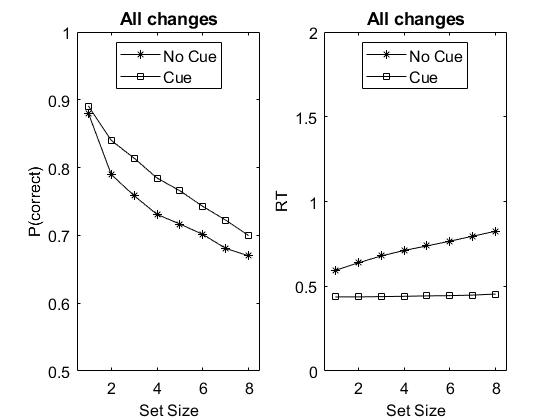 All changes
No Cue
Cue
1
0.9
0.8
0.7
0.6
0.5
P(correct)
2 4 6 8
Set Size
All changes
No Cue
Cue
2
1.5
1
0.5
0
RT
2 4 6 8
Set Size